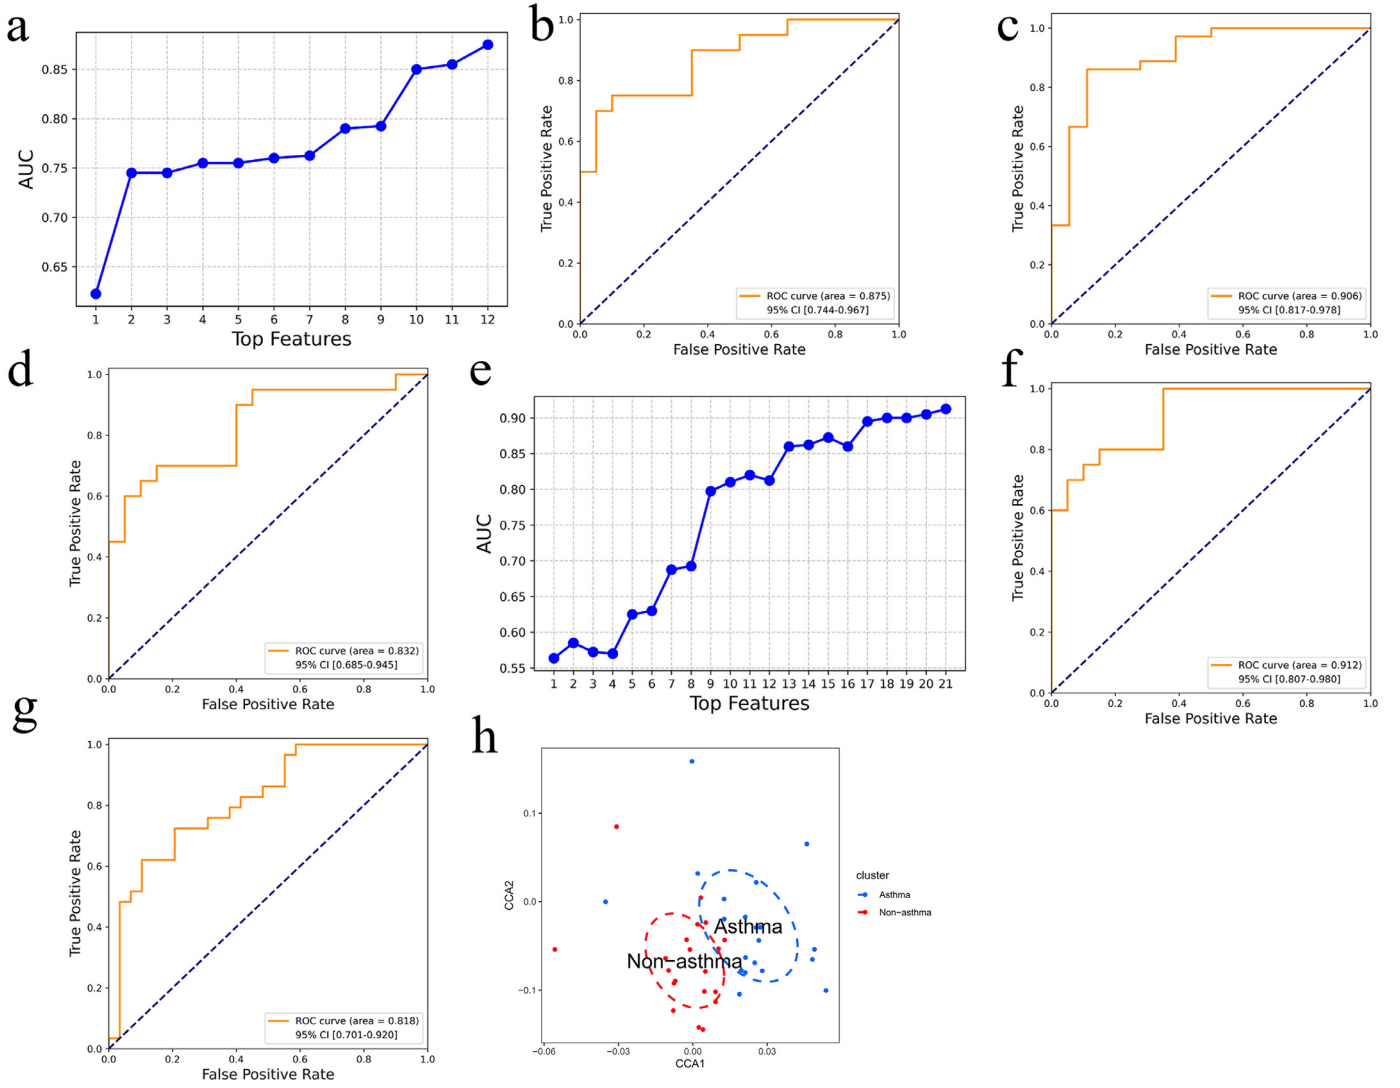 a
AUC
0.85
0.80
0.75
0.70
0.65
1 2 3 4 5 6 7 8 9 10 11 12
Top Features
b
True Positive Rate
1.0
0.8
0.6
0.4
0.2
0.0
ROC curve (area = 0.875)
95% CI [0.744-0.967]
0.0 0.2 0.4 0.6 0.8 1.0
False Positive Rate
c
True Positive Rate
1.0
0.8
0.6
0.4
0.2
0.0
ROC curve (area = 0.906)
95% CI [0.817-0.978]
0.0 0.2 0.4 0.6 0.8 1.0
False Positive Rate
d
True Positive Rate
1.0
0.8
0.6
0.4
0.2
0.0
ROC curve (area = 0.832)
95% CI [0.685-0.945]
0.0 0.2 0.4 0.6 0.8 1.0
False Positive Rate
e
AUC
0.90
0.85
0.80
0.75
0.70
0.65
0.60
0.55
1 2 3 4 5 6 7 8 9 10 11 12 13 14 15 16 17 18 19 20 21
Top Features
f
True Positive Rate
1.0
0.8
0.6
0.4
0.2
0.0
ROC curve (area = 0.912)
95% CI [0.807-0.980]
0.0 0.2 0.4 0.6 0.8 1.0
False Positive Rate
g
True Positive Rate
1.0
0.8
0.6
0.4
0.2
0.0
ROC curve (area = 0.818)
95% CI [0.701-0.920]
0.0 0.2 0.4 0.6 0.8 1.0
False Positive Rate
h
CCA2
0.1
0.0
−0.1
Asthma
Non−asthma
−0.06 −0.03 0.00 0.03
CCA1
cluster
Asthma
Non−asthma